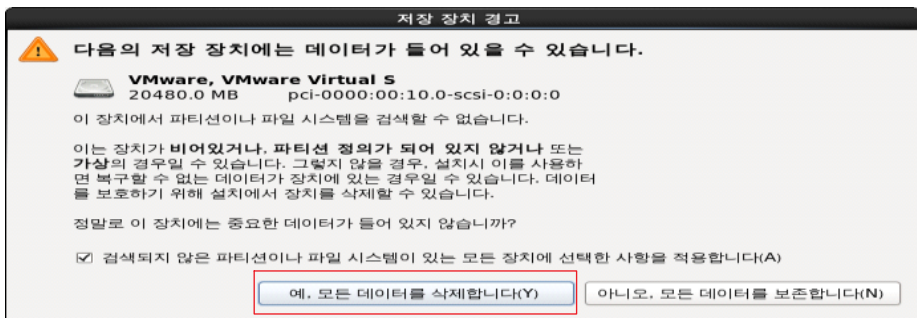 저장 장치 경고
다음의 저장 장치에는 데이터가 들어 있을 수 있습니다.
VMware, VMware Virtual S
20480.0 MB pci-0000:00:10.0-scsi-0:0:0:0
이 장치에서 파티션이나 파일 시스템을 검색할 수 없습니다.
이는 장치가 비어있거나, 파티션 정의가 되어 있지 않거나 또는
가상의 경우일 수 있습니다. 그렇지 않을 경우, 설치시 이를 사용하
면 복구할 수 없는 데이터가 장치에 있는 경우일 수 있습니다. 데이터
를 보호하기 위해 설치에서 장치를 삭제할 수 있습니다.
정말로 이 장치에는 중요한 데이터가 들어 있지 않습니까?
검색되지 않은 파티션이나 파일 시스템이 있는 모든 장치에 선택한 사항을 적용합니다(A)
예, 모든 데이터를 삭제합니다(Y) 아니오, 모든 데이터를 보존합니다(N)